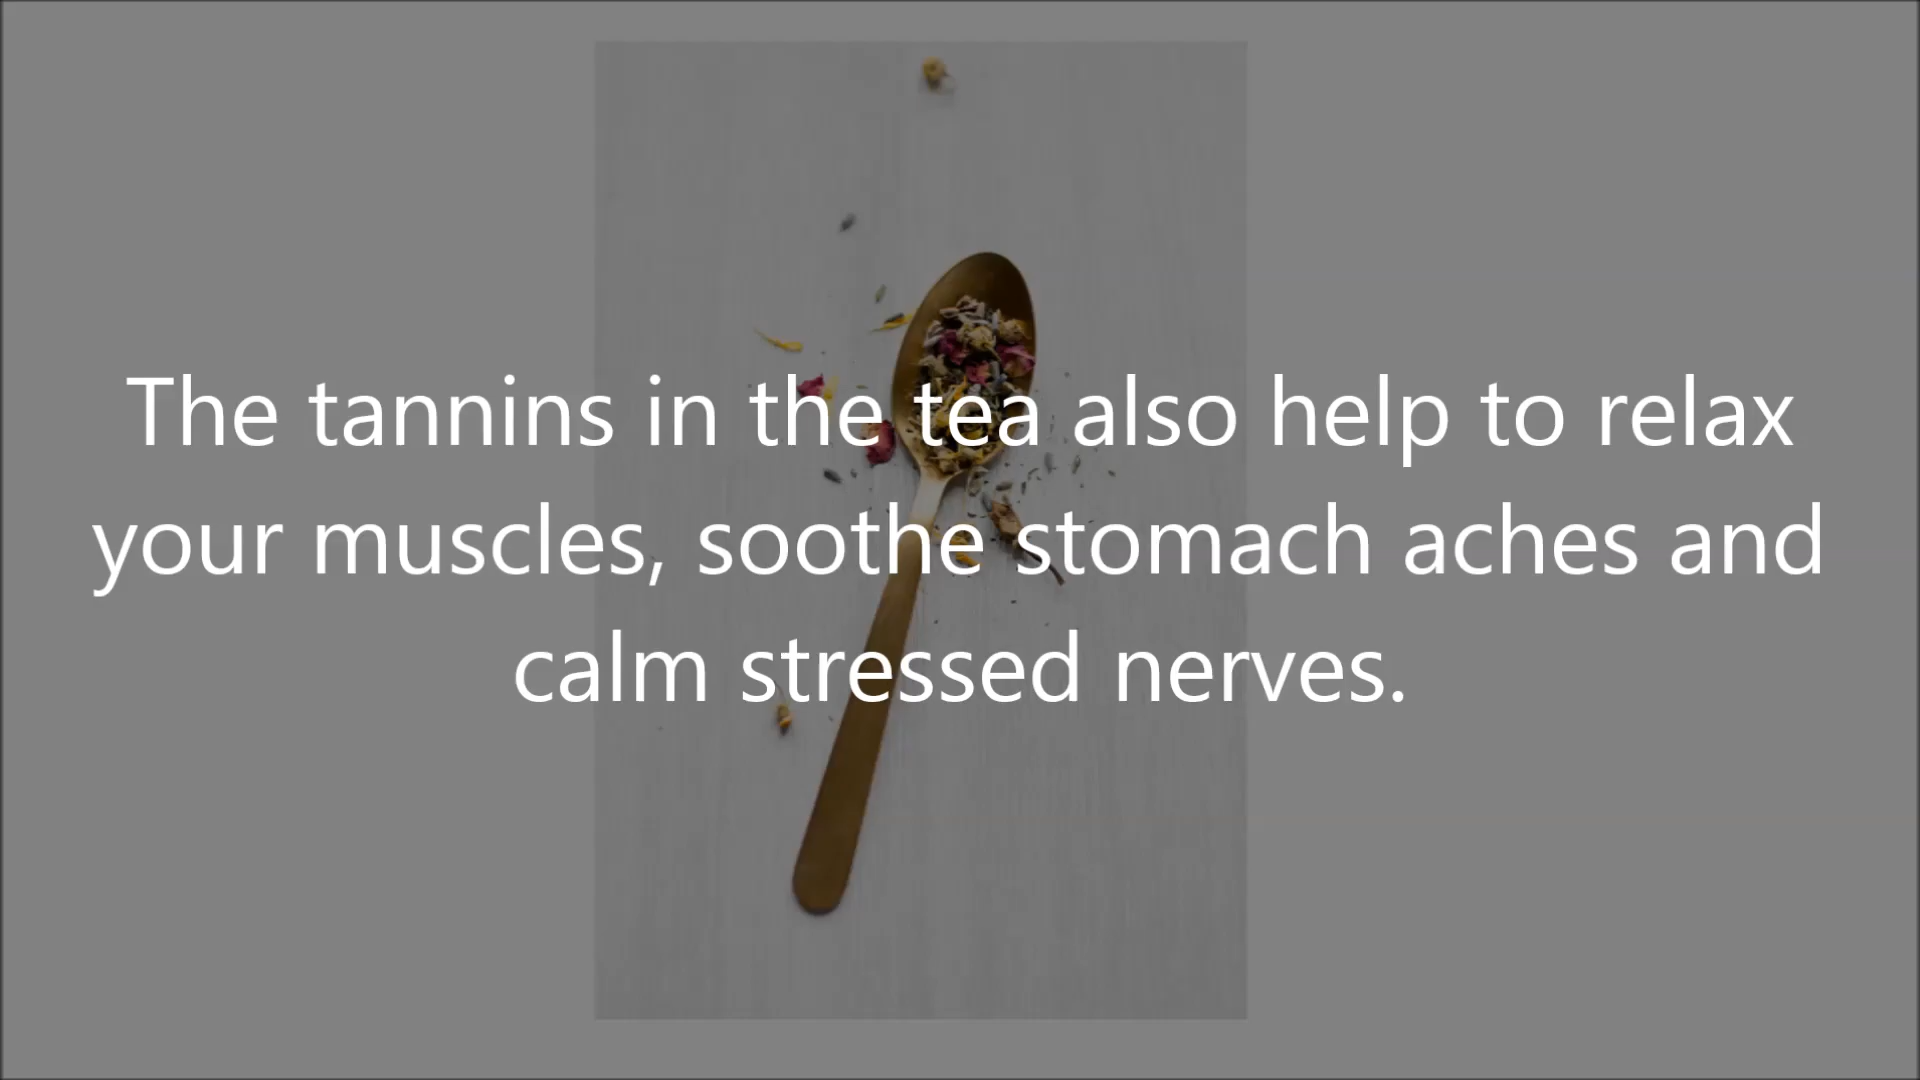 The tannins in the tea also help to relax
your muscles, soothe stomach aches and
calm stressed nerves.